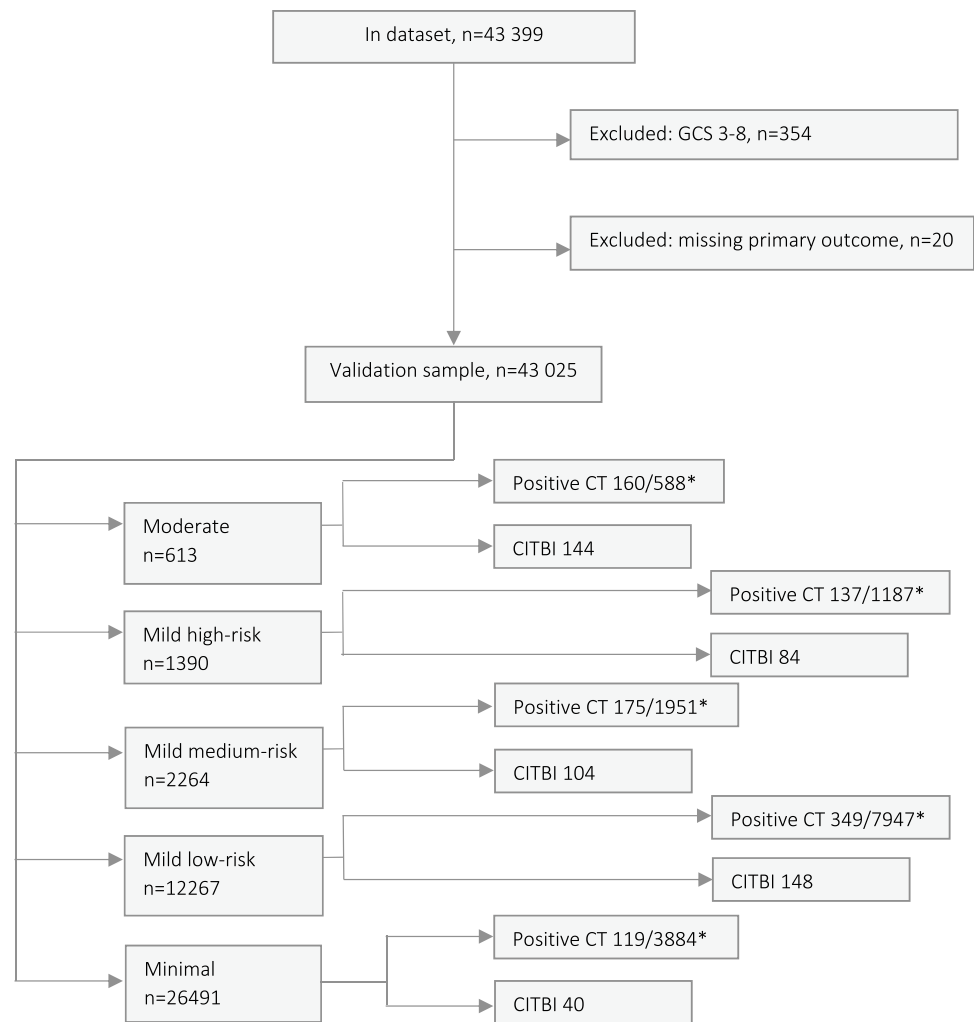 In dataset, n=43 399
Excluded: GCS 3-8, n=354
Excluded: missing primary outcome, n=20
Validation sample, n=43 025
Moderate
n=613
Positive CT 160/588*
CITBI 144
Mild high-risk
n=1390
Positive CT 137/1187*
CITBI 84
Mild medium-risk
n=2264
Positive CT 175/1951*
CITBI 104
Mild low-risk
n=12267
Positive CT 349/7947*
CITBI 148
Minimal
n=26491
Positive CT 119/3884*
CITBI 40